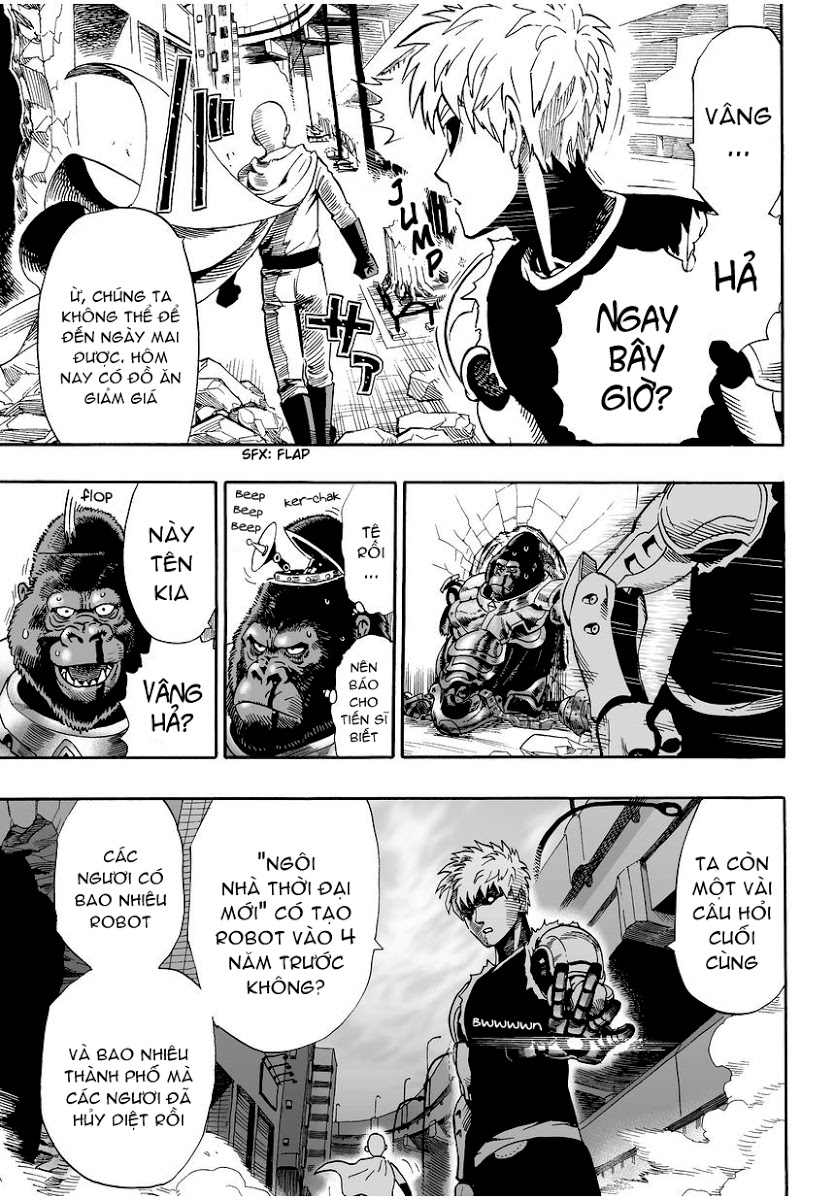 VÂNG
...
HẢ
NGAY
BÂY
GIỜ?
JUMP
Ừ, CHÚNG TA
KHÔNG THỂ ĐỂ
ĐẾN NGÀY MAI
ĐƯỢC. HÔM
NAY CÓ ĐỒ ĂN
GIẢM GIÁ
サッ
SFX: FLAP
TỆ
RỒI
...
NÊN
BÁO CHO
TIẾN SĨ
BIẾT
BEEP
BEEP
BEEP
ker-chak
NÀY
TÊN
KIA
VÂNG
HẢ?
flop
TA CÒN
MỘT VÀI
CÂU HỎI
CUỐI
CÙNG
"NGÔI
NHÀ THỜI ĐẠI
MỚI" CÓ TẠO
ROBOT VÀO 4
NĂM TRƯỚC
KHÔNG?
CÁC
NGƯƠI CÓ
BAO NHIÊU
ROBOT
VÀ BAO NHIÊU
THÀNH PHỐ MÀ
CÁC NGƯƠI ĐÃ
HỦY DIỆT RỒI
BWWWWN